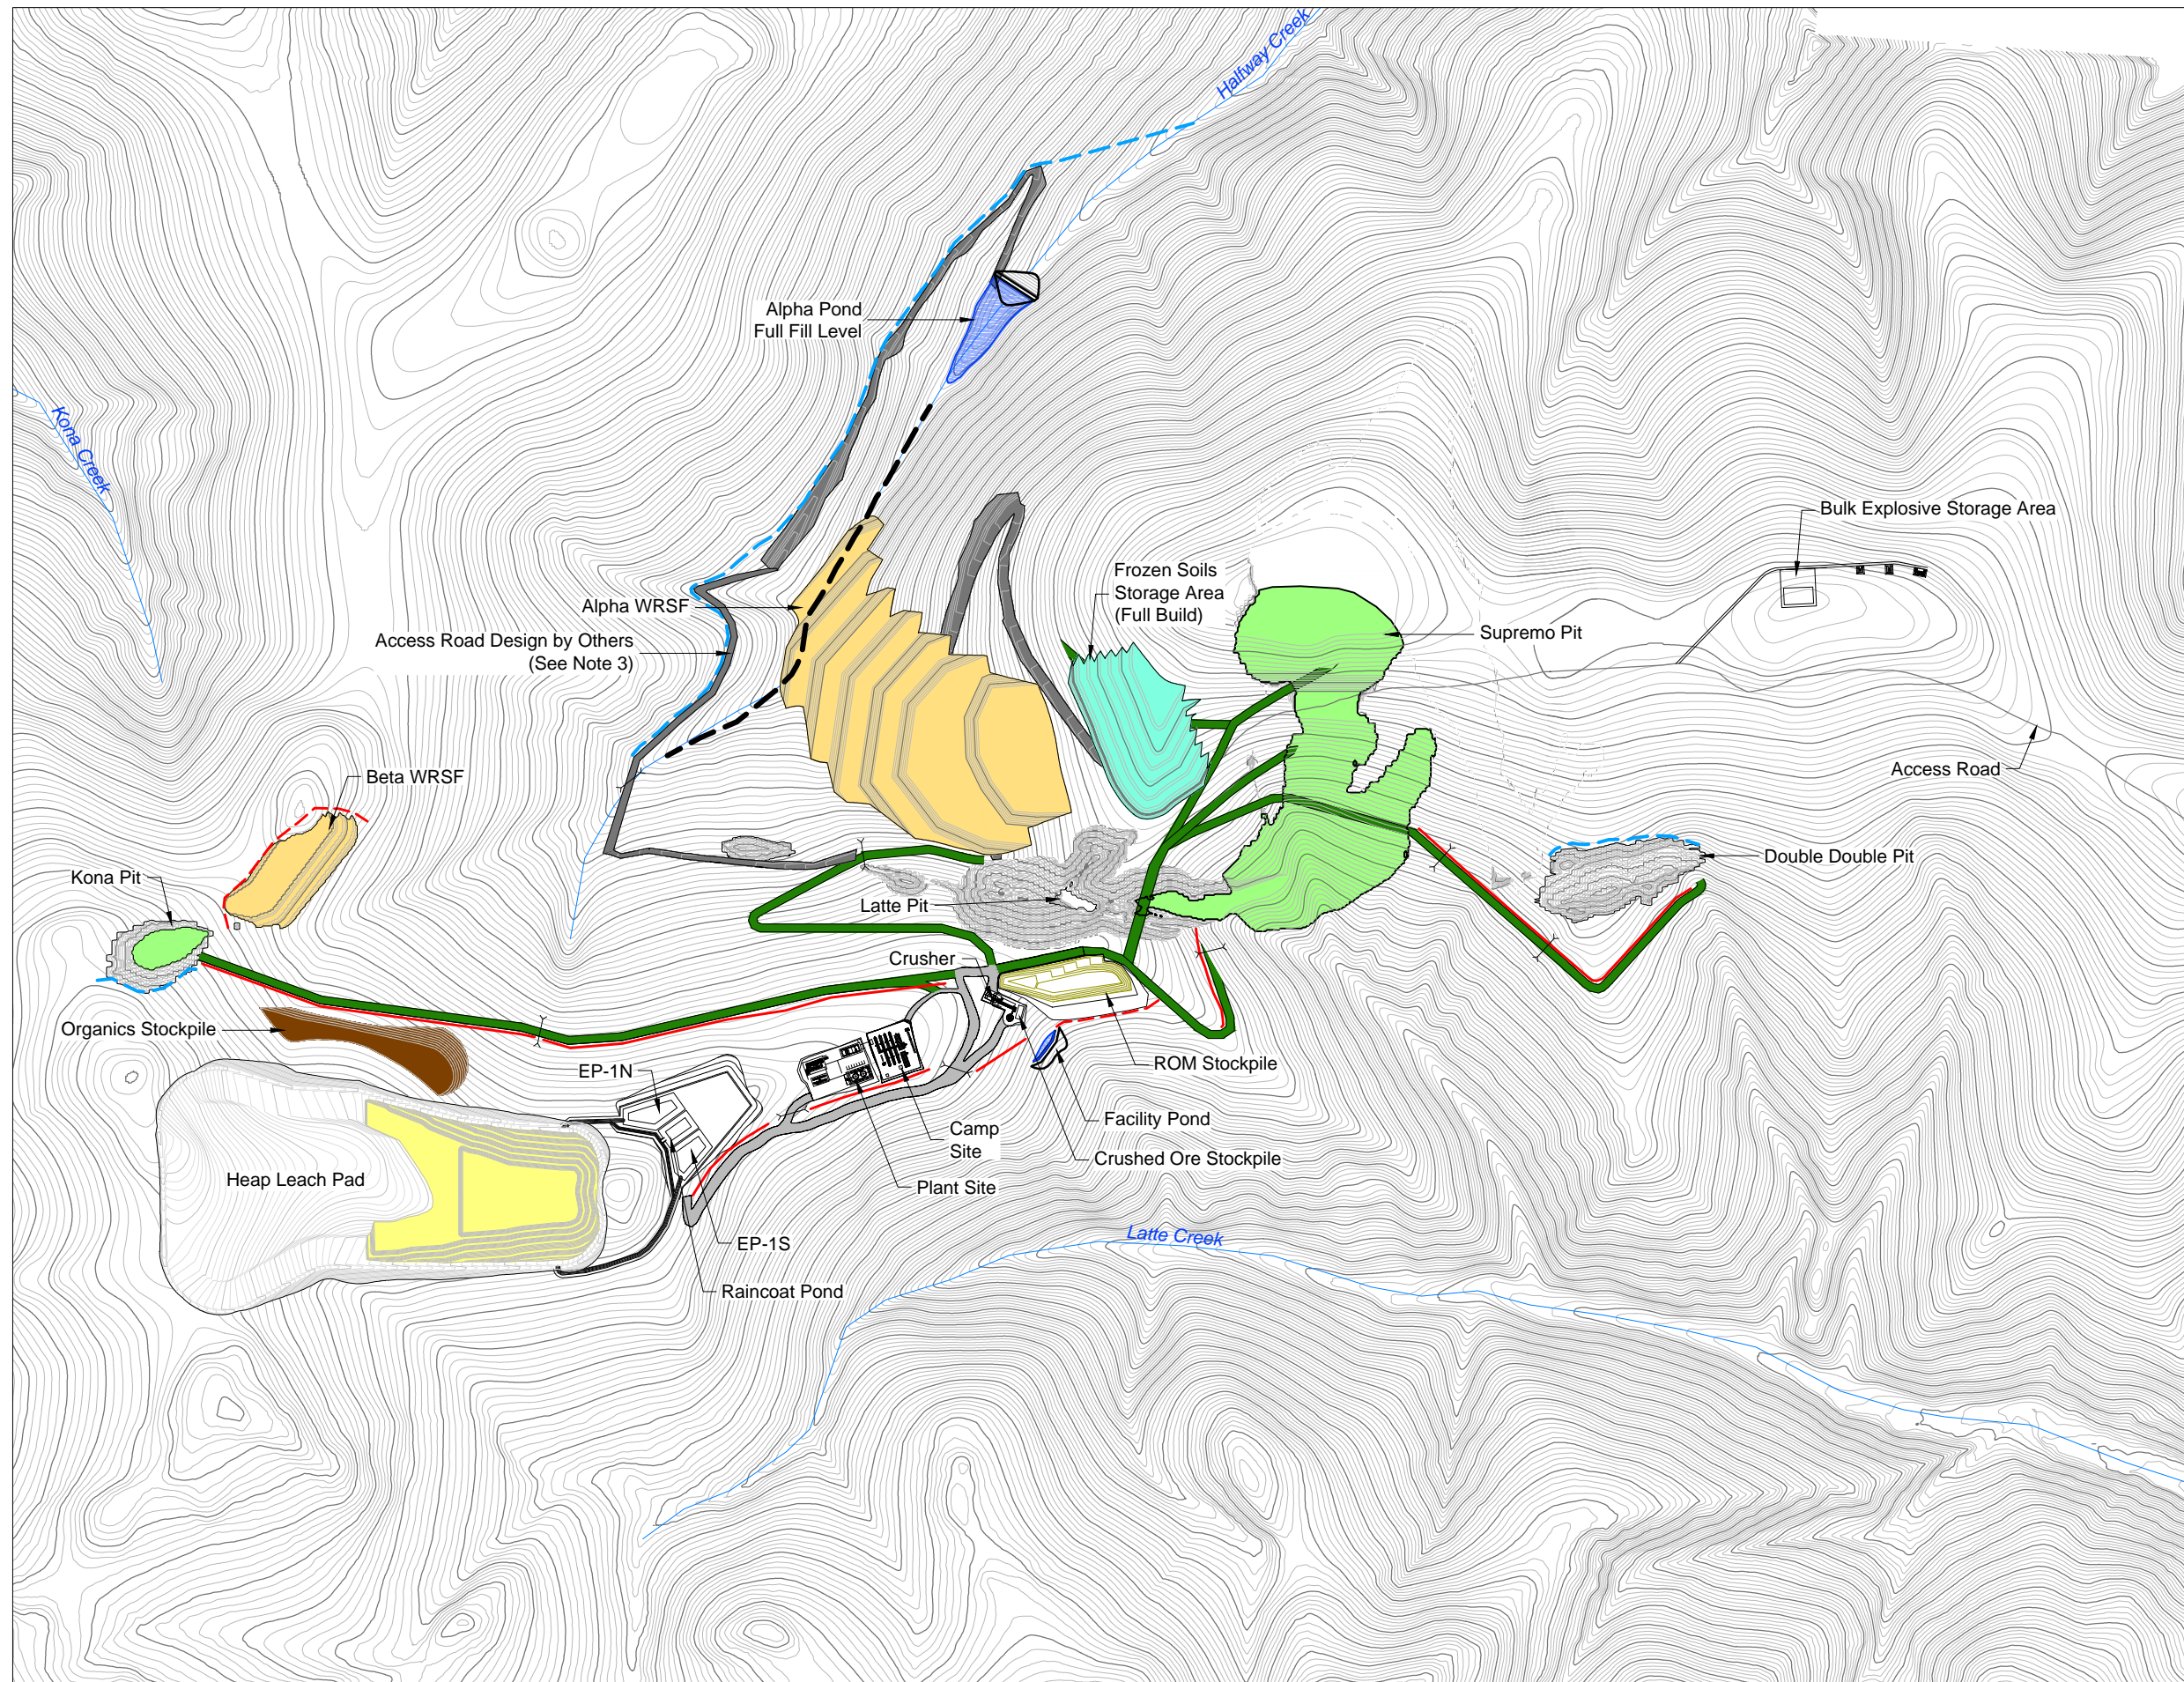 Halfway Creek
Alpha Pond
Full Fill Level
Kona Creek
Bulk Explosive Storage Area
Frozen Soils
Storage Area
(Full Build)
Alpha WRSF
Supremo Pit
Access Road Design by Others
(See Note 3)
Beta WRSF
Access Road
Double Double Pit
Kona Pit
Latte Pit
Crusher
Organics Stockpile
ROM Stockpile
EP-1N
Facility Pond
Camp
Site
Crushed Ore Stockpile
Heap Leach Pad
Plant Site
Latte Creek
EP-1S
Raincoat Pond